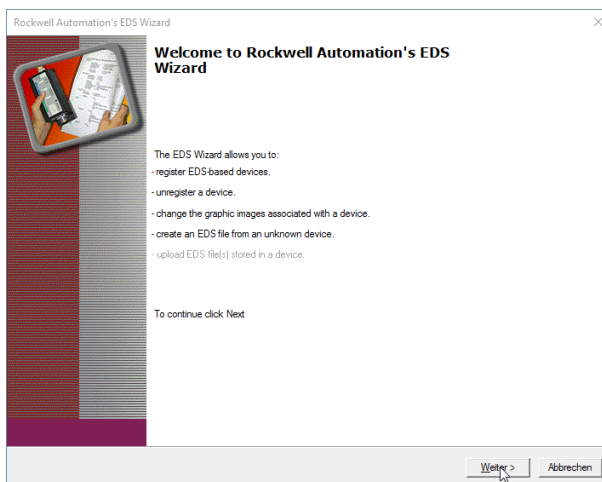 Rockwell Automation's EDS Wizard
Welcome to Rockwell Automation's EDS
Wizard
The EDS Wizard allows you to:
- register EDS-based devices.
- unregister a device.
- change the graphic images associated with a device.
- create an EDS file from an unknown device.
- upload EDS file(s) stored in a device.
To continue click Next
Weiter >
Abbrechen